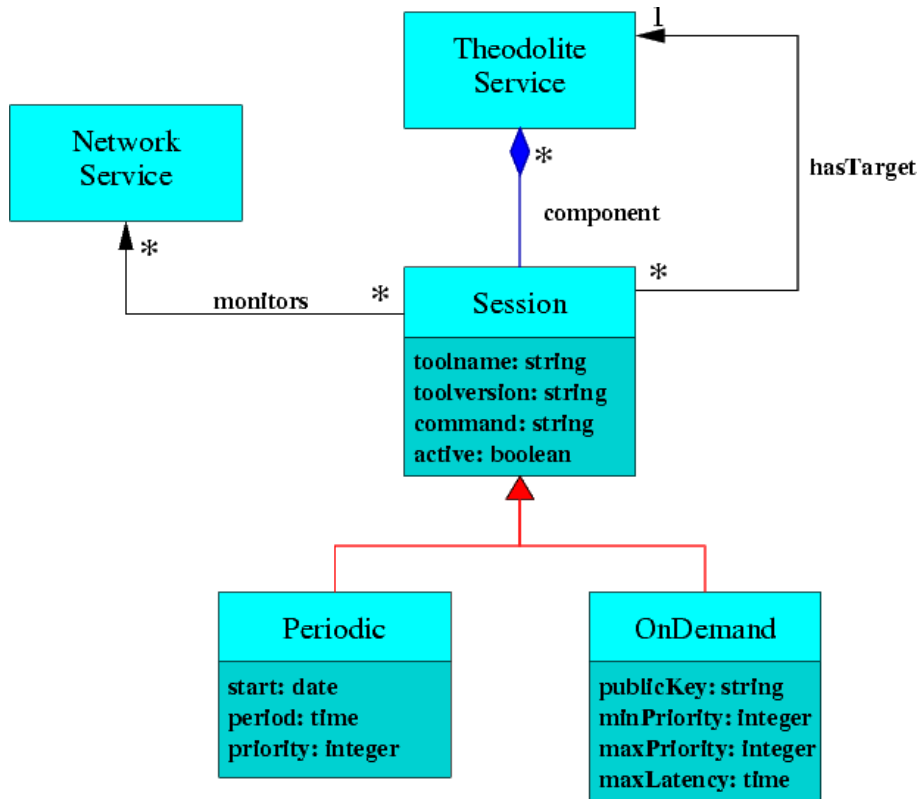 1
Theodolite
Service
Network
Service
*
hasTarget
component
*
*
monitors
*
*
Session
toolname: string
toolversion: string
command: string
active: boolean
Periodic
start: date
period: time
priority: integer
OnDemand
publicKey: string
minPriority: integer
maxPriority: integer
maxLatency: time